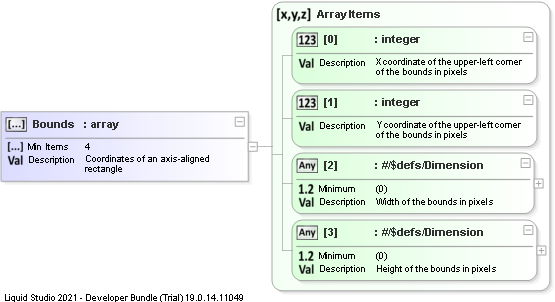 [x,y,z] ArrayItems
123 [0] : integer
Val Description X coordinate of the upper-left corner
of the bounds in pixels
123 [1] : integer
Val Description Y coordinate of the upper-left corner
of the bounds in pixels
[...] Bounds : array
[...] Min Items 4
Val Description Coordinates of an axis-aligned
rectangle
Any [2] : #/$defs/Dimension
1.2 Minimum (0)
Val Description Width of the bounds in pixels
Any [3] : #/$defs/Dimension
1.2 Minimum (0)
Val Description Height of the bounds in pixels
Liquid Studio 2021 - Developer Bundle (Trial) 19.0.14.11049